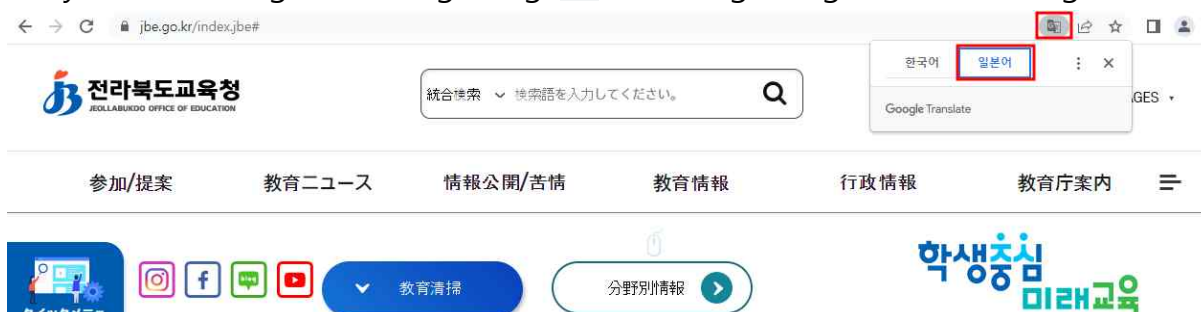 jbe.go.kr/index.jbe#
한국어 일본어
Google Translate
전라북도교육청
JEOLLABUKDO OFFICE OF EDUCATION
統合検索 検索語を入力してください。
GES
参加/提案 教育ニュース 情報公開/苦情 教育情報 行政情報 教育庁案内
blog
教育清掃 分野別情報
학생중심
미래교육